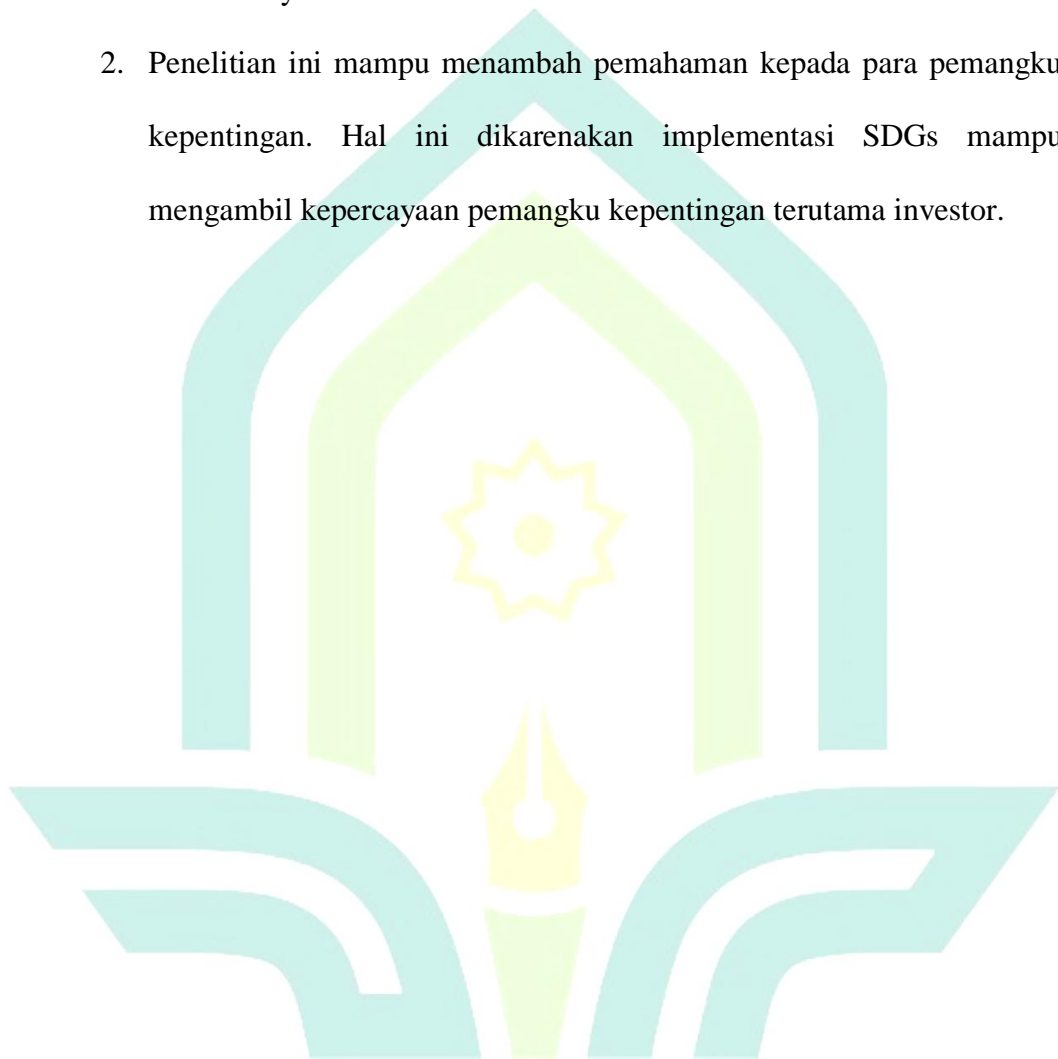 2. Penelitian ini mampu menambah pemahaman kepada para pemangku
kepentingan. Hal ini dikarenakan implementasi SDGs mampu
mengambil kepercayaan pemangku kepentingan terutama investor.